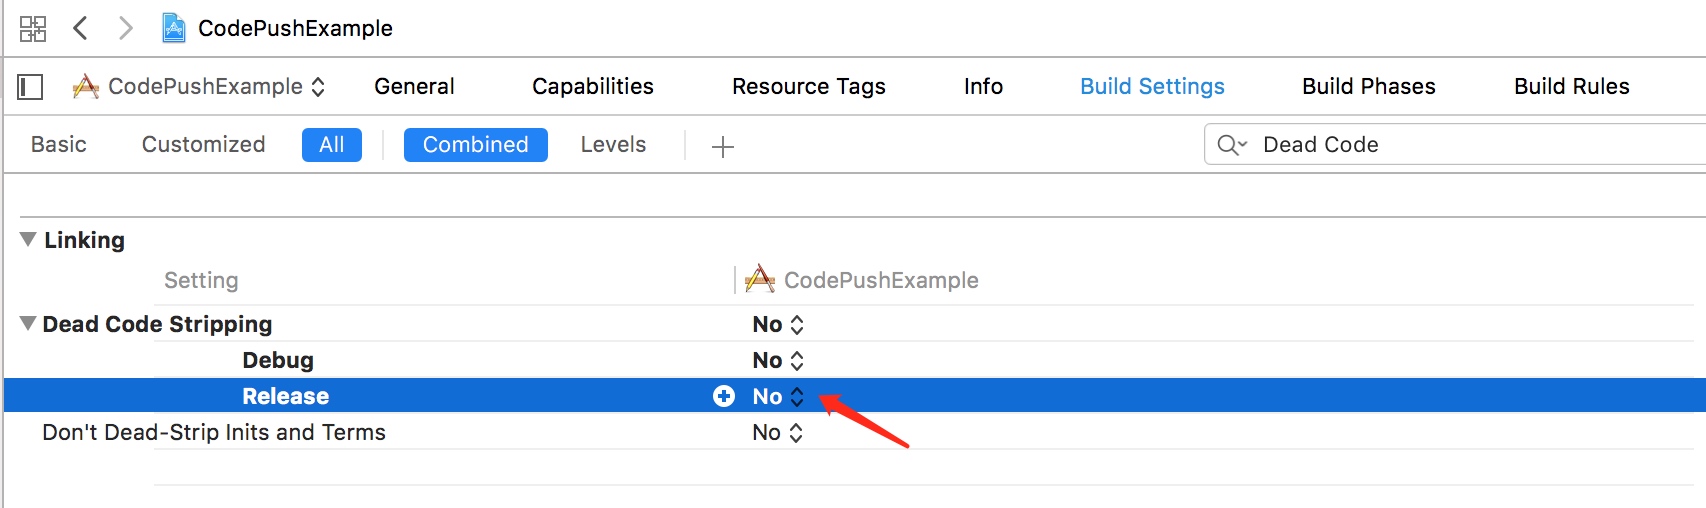 CodePushExample
CodePushExample General Capabilities Resource Tags Info Build Settings Build Phases Build Rules
Basic Customized All Combined Levels Dead Code
Linking
Setting CodePushExample
Dead Code Stripping No
Debug No
Release No
Don't Dead-Strip Inits and Terms No